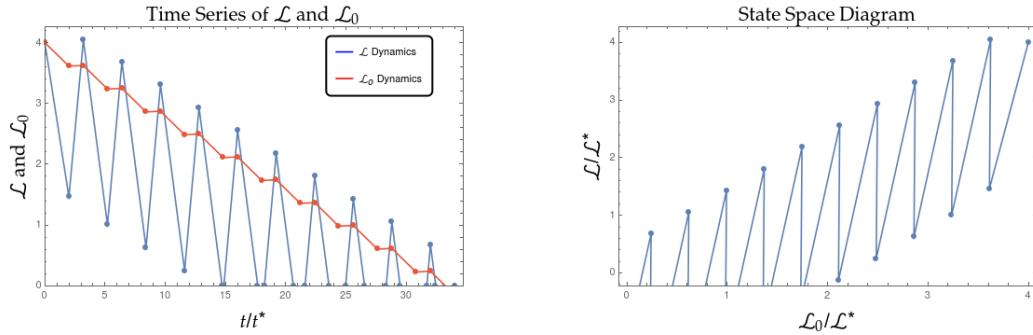 Time Series of ℒ and ℒ₀
4
3
2
1
0
0
5
10
15
20
25
30
ℒ and ℒ₀
t/t*
ℒ Dynamics
ℒ₀ Dynamics
State Space Diagram
4
3
2
1
0
0
1
2
3
4
ℒ/ℒ*
ℒ₀/ℒ*